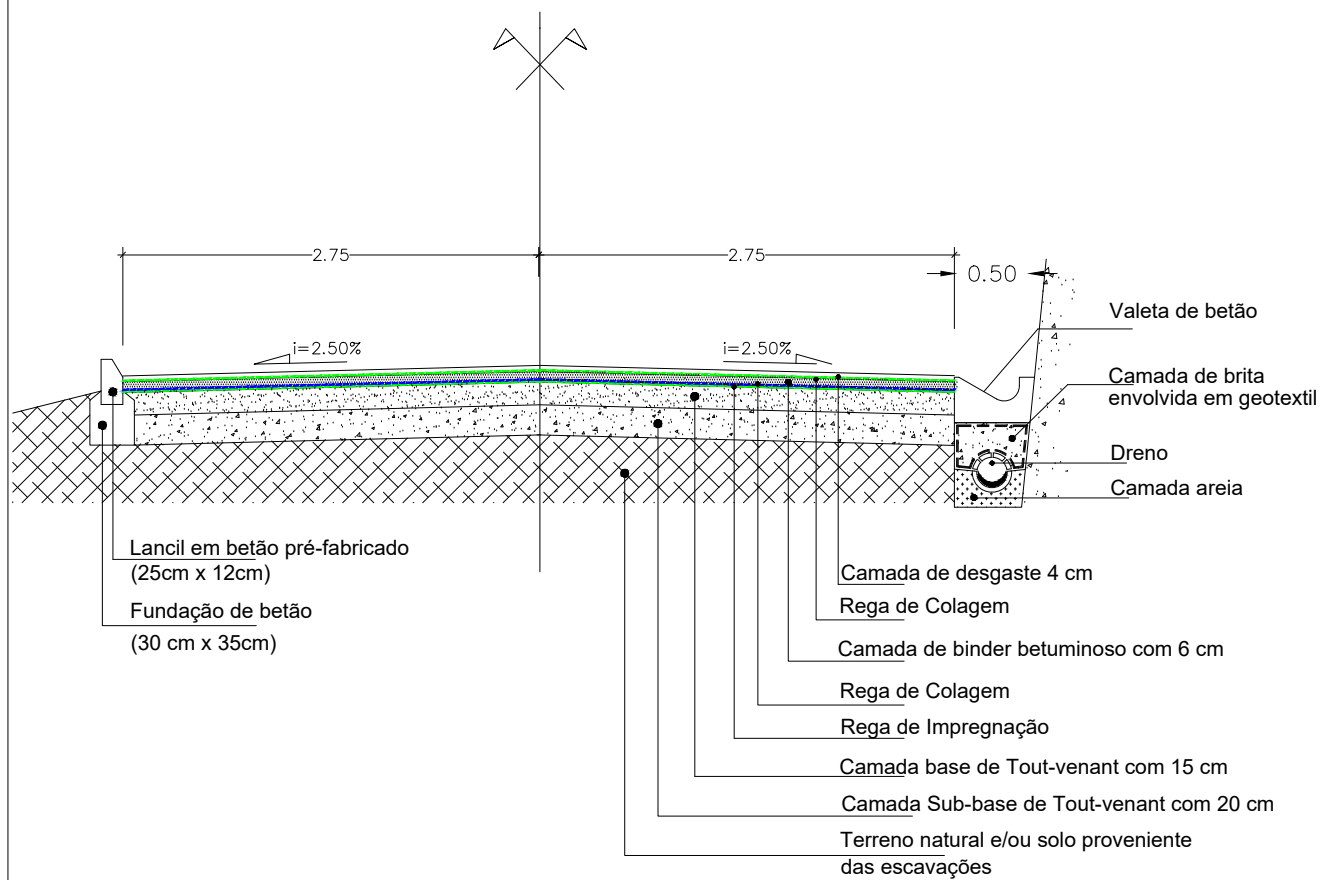 2.75
2.75
0.50
Valeta de betão
i=2.50%
i=2.50%
Camada de brita
envolvida em geotextil
Dreno
Camada areia
Lancil em betão pré-fabricado
(25cm x 12cm)
Fundação de betão
(30 cm x 35cm)
Camada de desgaste 4 cm
Rega de Colagem
Camada de binder betuminoso com 6 cm
Rega de Colagem
Rega de Impregnação
Camada base de Tout-venant com 15 cm
Camada Sub-base de Tout-venant com 20 cm
Terreno natural e/ou solo proveniente
das escavações